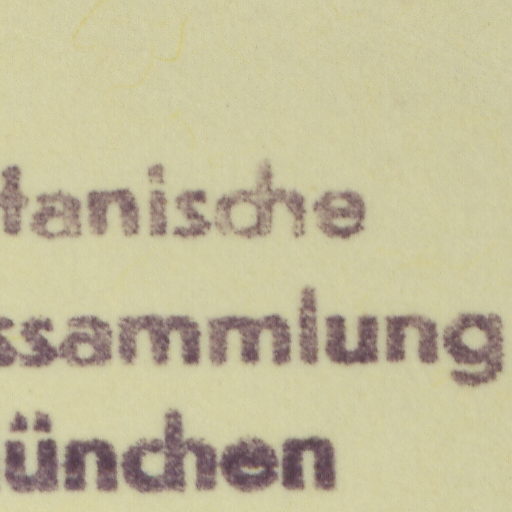 tanische
ssammlung
ünchen